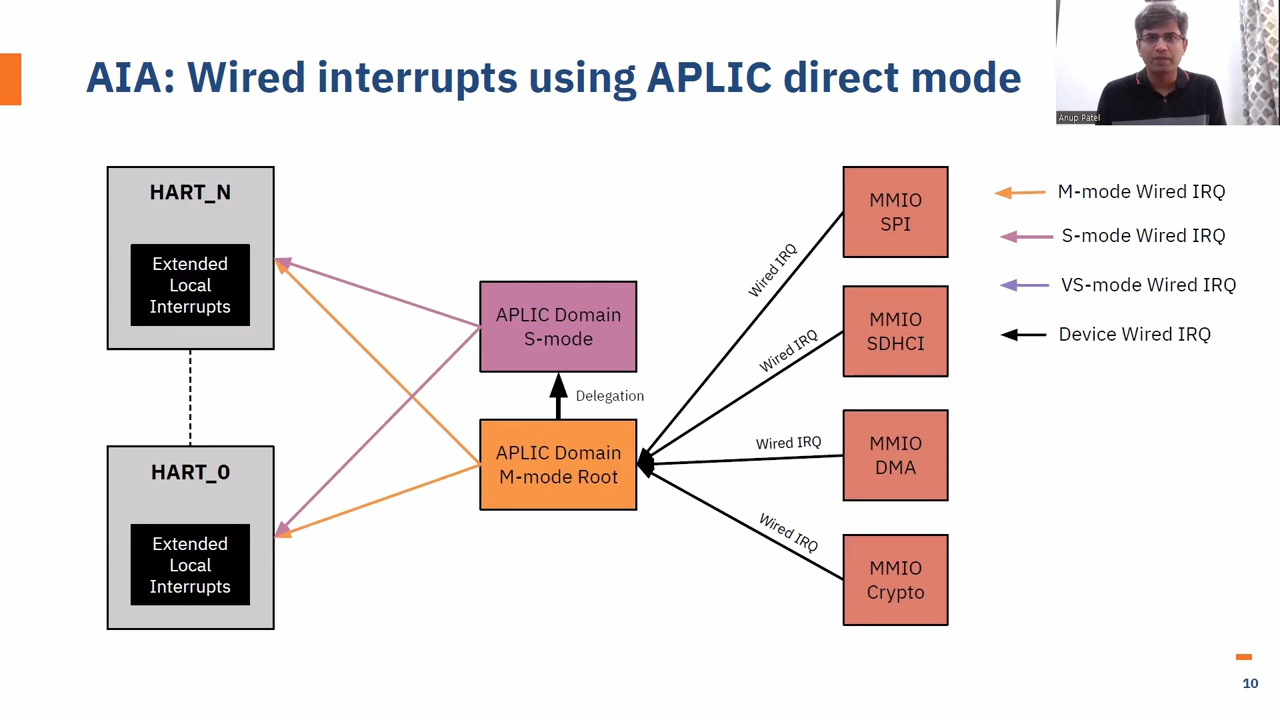 AIA: Wired interrupts using APLIC direct mode
Anup Patel
HART_N
Extended
Local
Interrupts
HART_0
Extended
Local
Interrupts
APLIC Domain
S-mode
Delegation
APLIC Domain
M-mode Root
Wired IRQ
Wired IRQ
Wired IRQ
Wired IRQ
MMIO
SPI
MMIO
SDHCI
MMIO
DMA
MMIO
Crypto
M-mode Wired IRQ
S-mode Wired IRQ
VS-mode Wired IRQ
Device Wired IRQ
10